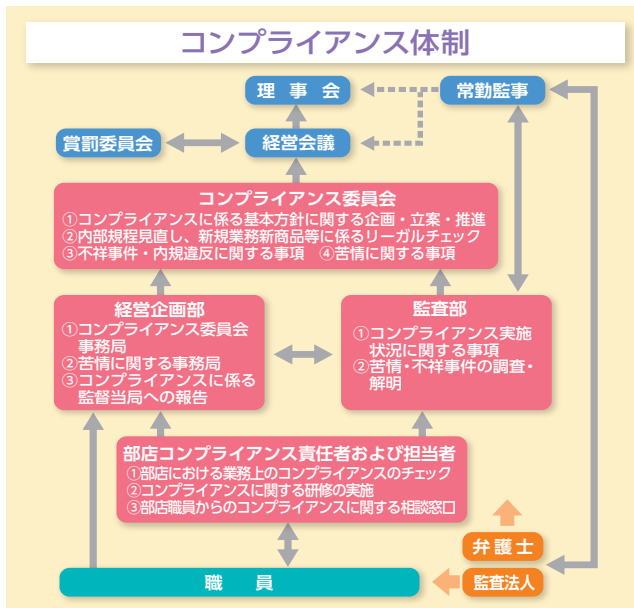 コンプライアンス体制
理事会
常勤監事
賞罰委員会
経営会議
コンプライアンス委員会
①コンプライアンスに係る基本方針に関する企画・立案・推進
②内部規程見直し、新規業務新商品等に係るリーガルチェック
③不祥事件・内規違反に関する事項　④苦情に関する事項
経営企画部
①コンプライアンス委員会
事務局
②苦情に関する事務局
③コンプライアンスに係る
監督当局への報告
監査部
①コンプライアンス実施
状況に関する事項
②苦情・不祥事件の調査・
解明
部店コンプライアンス責任者および担当者
①部店における業務上のコンプライアンスのチェック
②コンプライアンスに関する研修の実施
③部店職員からのコンプライアンスに関する相談窓口
弁護士
職員
監査法人